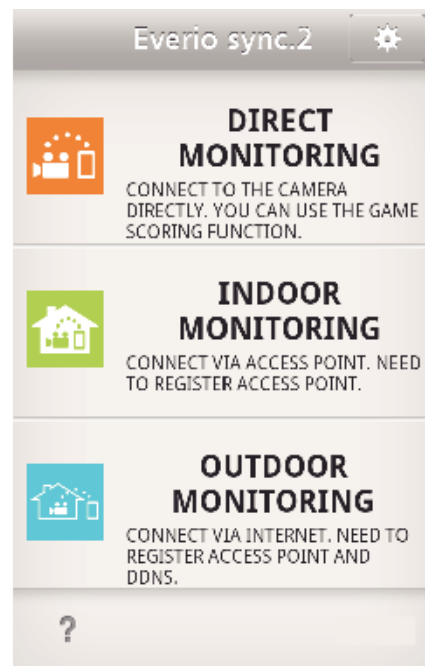 Everio sync.2
DIRECT
MONITORING
CONNECT TO THE CAMERA
DIRECTLY. YOU CAN USE THE GAME
SCORING FUNCTION.
INDOOR
MONITORING
CONNECT VIA ACCESS POINT. NEED
TO REGISTER ACCESS POINT.
OUTDOOR
MONITORING
CONNECT VIA INTERNET. NEED TO
REGISTER ACCESS POINT AND
DDNS.
?